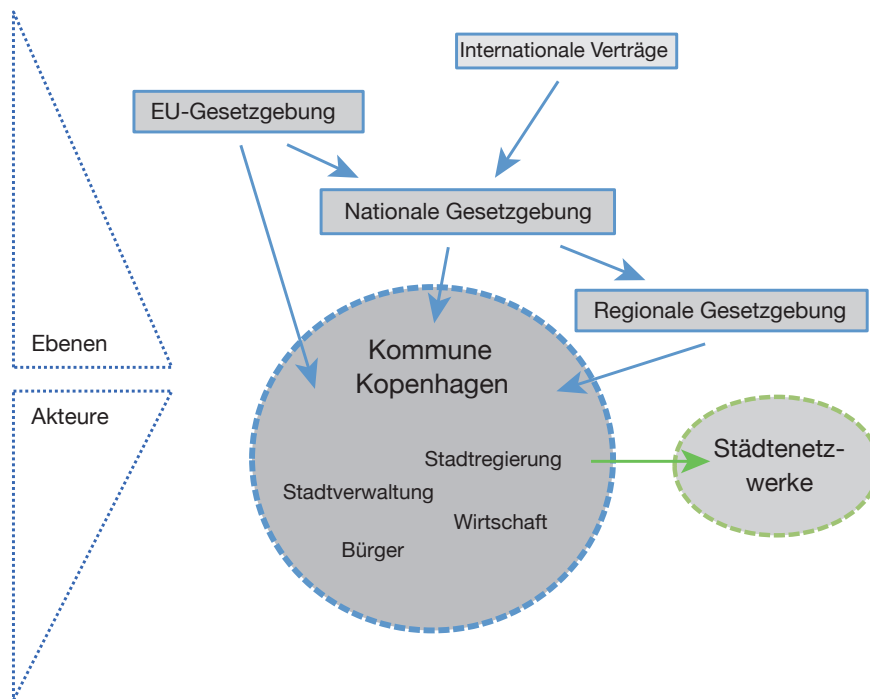 Internationale Verträge
EU-Gesetzgebung
Nationale Gesetzgebung
Regionale Gesetzgebung
Ebenen
Kommune
Kopenhagen
Akteure
Stadtregierung
Städtenetz-
werke
Stadtverwaltung
Wirtschaft
Bürger